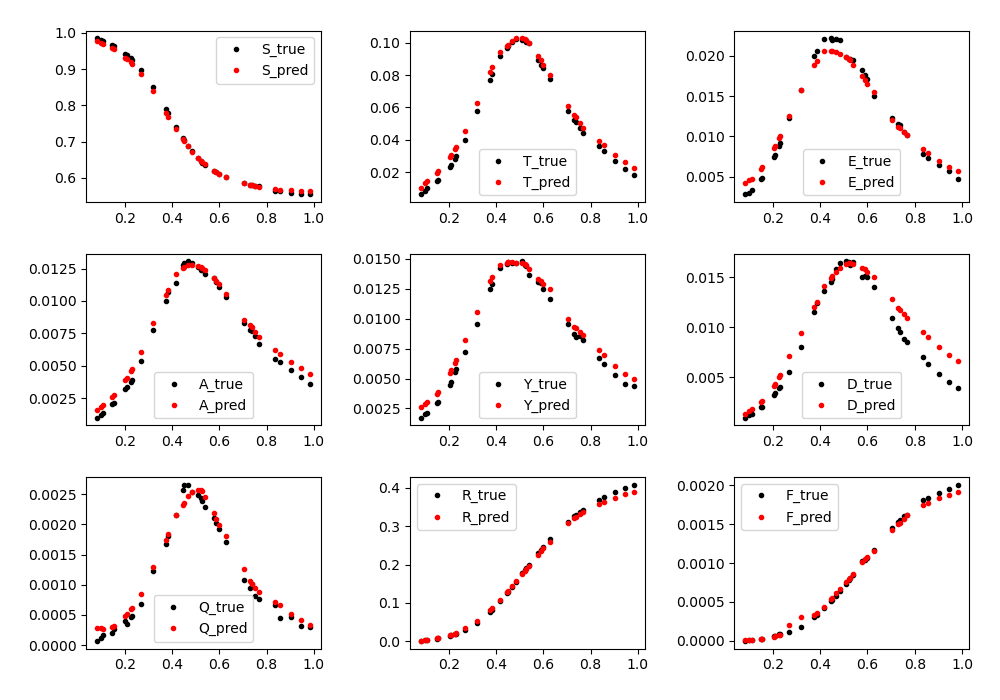 1.0
0.9
0.8
0.7
0.6
0.2 0.4 0.6 0.8 1.0
S_true
S_pred
0.10
0.08
0.06
0.04
0.02
0.2 0.4 0.6 0.8 1.0
T_true
T_pred
0.020
0.015
0.010
0.005
0.2 0.4 0.6 0.8 1.0
E_true
E_pred
0.0125
0.0100
0.0075
0.0050
0.0025
0.2 0.4 0.6 0.8 1.0
A_true
A_pred
0.0150
0.0125
0.0100
0.0075
0.0050
0.0025
0.2 0.4 0.6 0.8 1.0
Y_true
Y_pred
0.015
0.010
0.005
0.2 0.4 0.6 0.8 1.0
D_true
D_pred
0.0025
0.0020
0.0015
0.0010
0.0005
0.0000
0.2 0.4 0.6 0.8 1.0
Q_true
Q_pred
0.4
0.3
0.2
0.1
0.0
0.2 0.4 0.6 0.8 1.0
R_true
R_pred
0.0020
0.0015
0.0010
0.0005
0.0000
0.2 0.4 0.6 0.8 1.0
F_true
F_pred